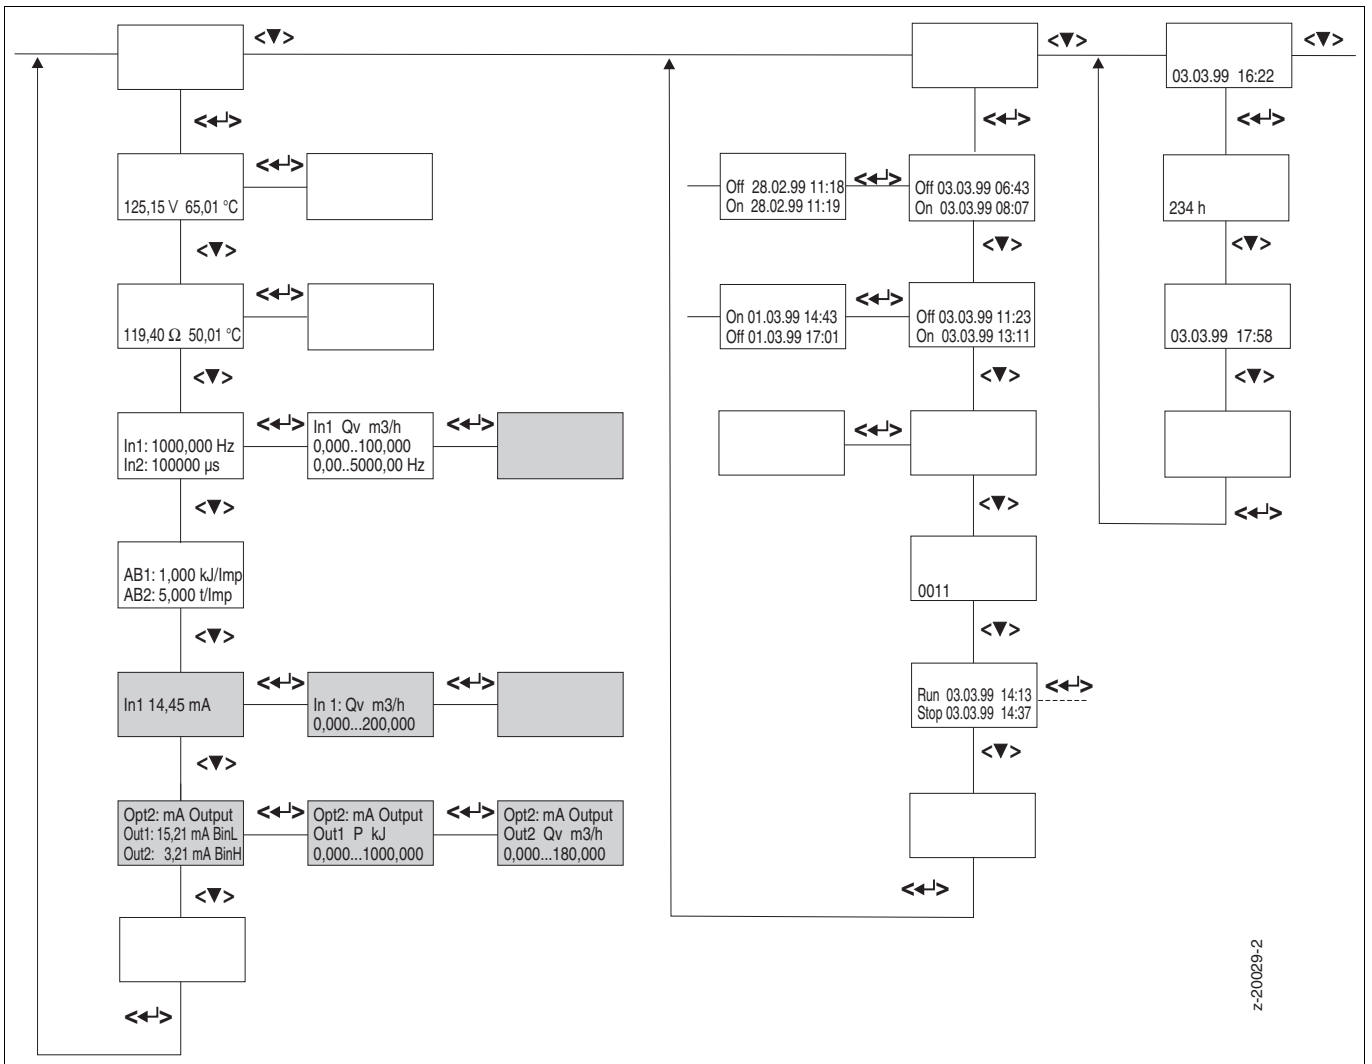 <▼>
<▼>
03.03.99 16:22
<▼>
<↵>
<↵>
<↵>
125,15 V 65,01 °C
<↵>
Off 28.02.99 11:18
On 28.02.99 11:19
<↵>
Off 03.03.99 06:43
On 03.03.99 08:07
234 h
<▼>
<▼>
<▼>
119,40 Ω 50,01 °C
<↵>
On 01.03.99 14:43
Off 01.03.99 17:01
<↵>
Off 03.03.99 11:23
On 03.03.99 13:11
03.03.99 17:58
<▼>
<▼>
<▼>
In1: 1000,000 Hz
In2: 100000 µs
<↵>
In1 Qv m3/h
0,000..100,000
0,00..5000,00 Hz
<↵>
<↵>
<▼>
<▼>
<↵>
AB1: 1,000 kJ/Imp
AB2: 5,000 t/Imp
0011
<▼>
<▼>
In1 14,45 mA
<↵>
In 1: Qv m3/h
0,000...200,000
<↵>
Run 03.03.99 14:13
Stop 03.03.99 14:37
<↵>
<▼>
<▼>
Opt2: mA Output
Out1: 15,21 mA BinL
Out2: 3,21 mA BinH
<↵>
Opt2: mA Output
Out1 P kJ
0,000...1000,000
<↵>
Opt2: mA Output
Out2 Qv m3/h
0,000...180,000
<▼>
<↵>
<↵>
z-20029-2